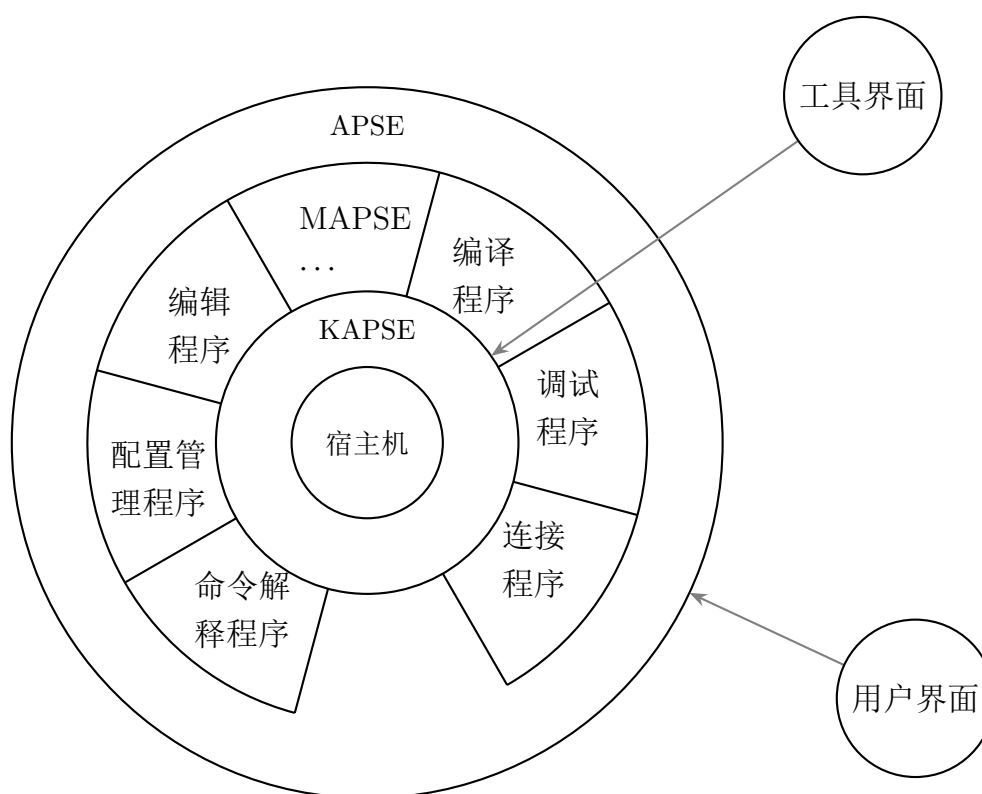 工具界面
APSE
MAPSE
...
编译
程序
编辑
程序
KAPSE
调试
程序
宿主机
配置管
理程序
连接
程序
命令解
释程序
用户界面